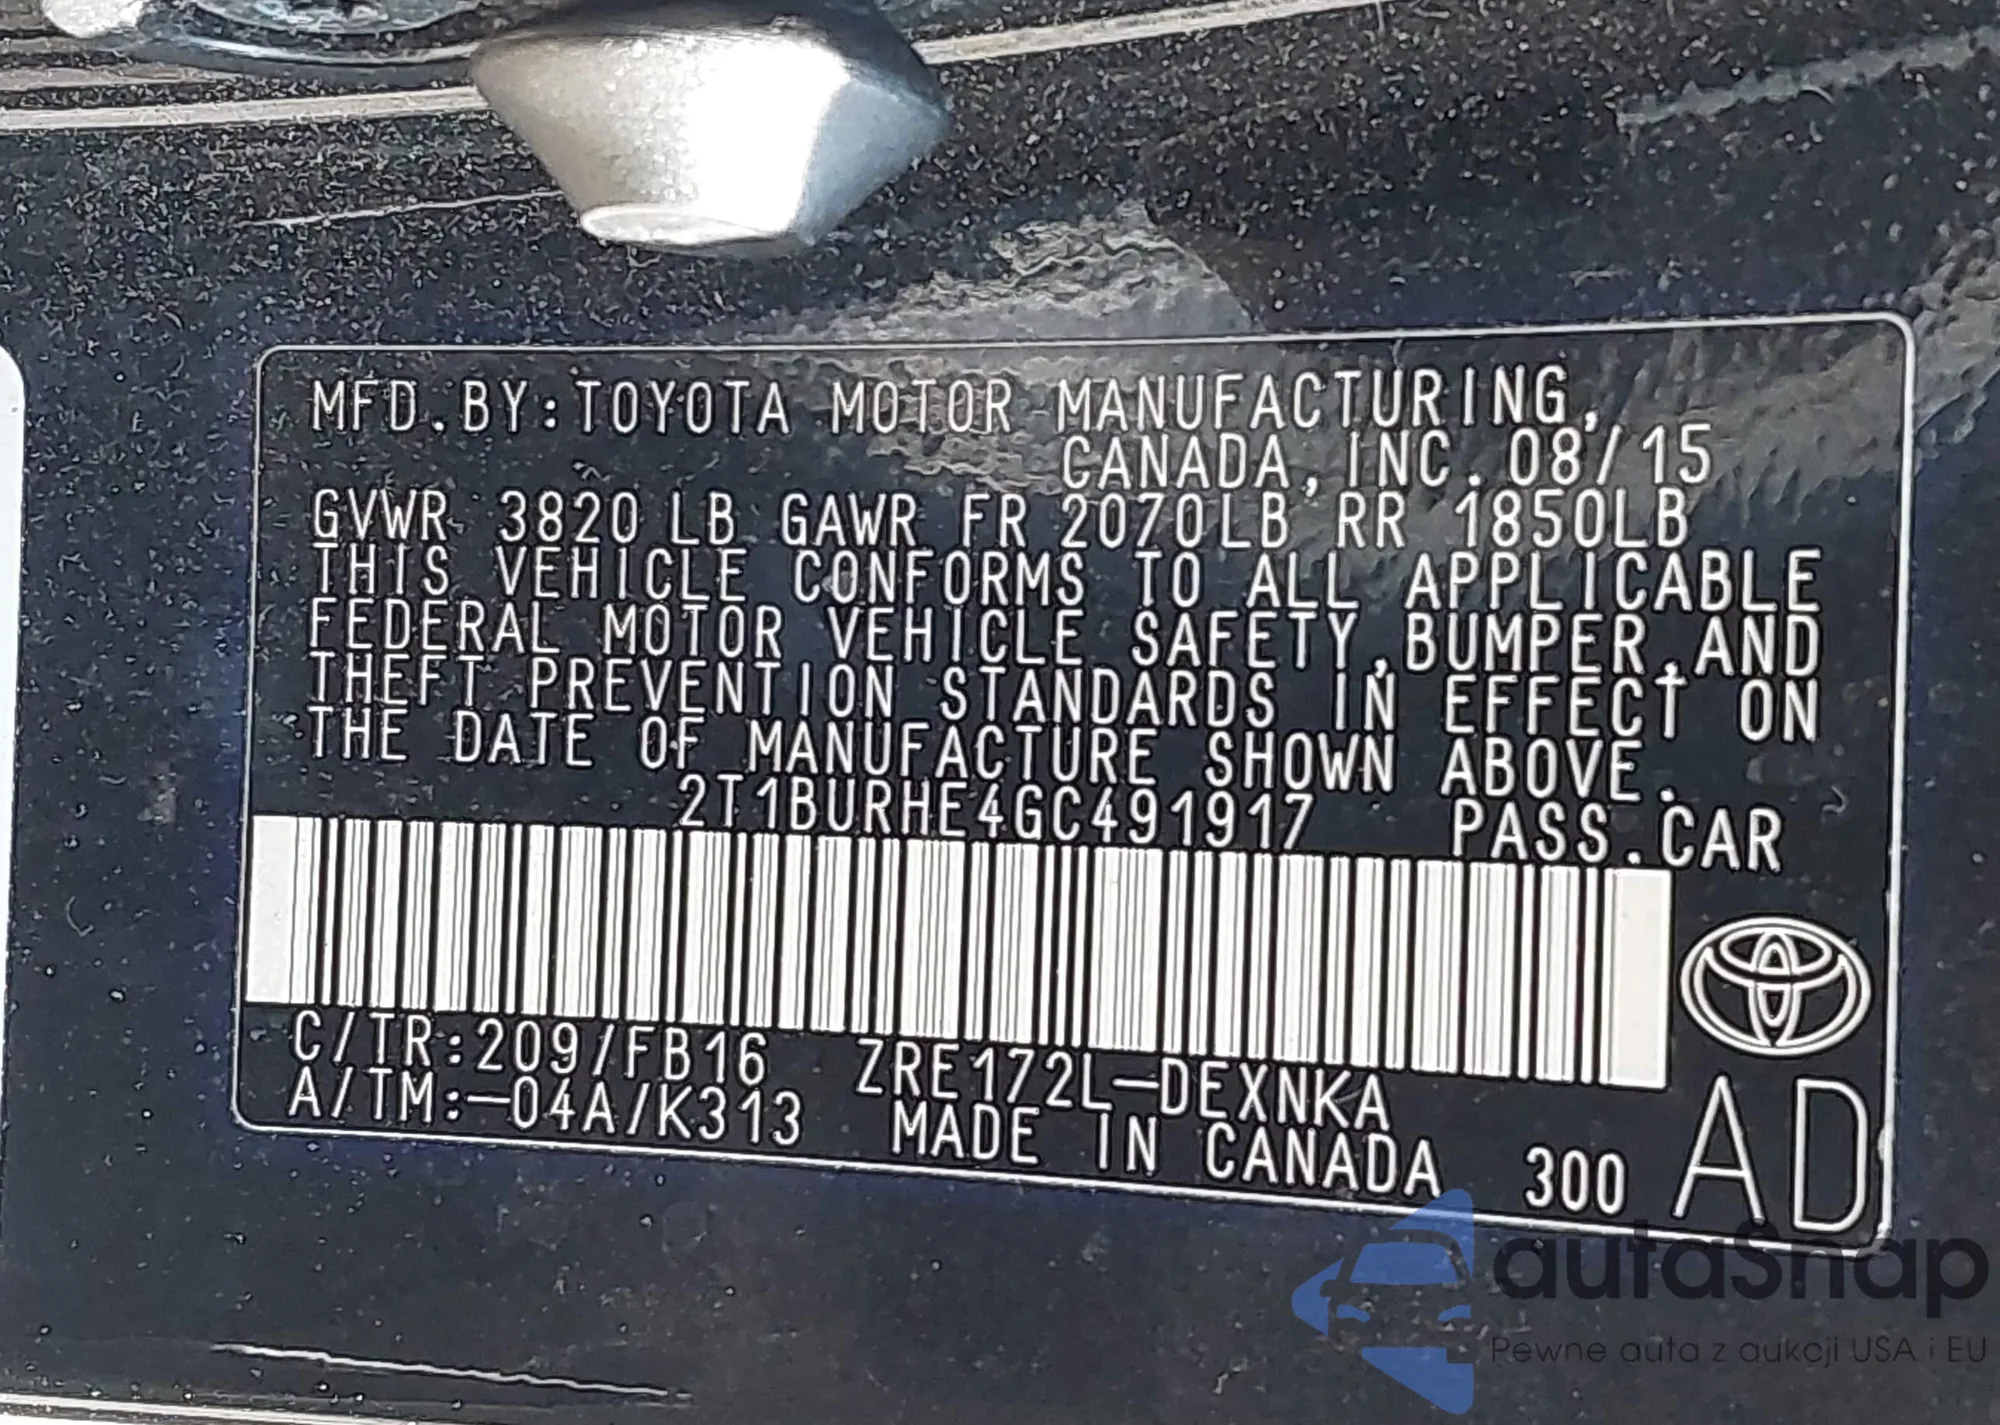 MFD. BY: TOYOTA MOTOR MANUFACTURING,
CANADA, INC. 08/15
GVWR 3820 LB GAWR FR 2070LB RR 1850LB
THIS VEHICLE CONFORMS TO ALL APPLICABLE
FEDERAL MOTOR VEHICLE SAFETY, BUMPER, AND
THEFT PREVENTION STANDARDS IN EFFECT ON
THE DATE OF MANUFACTURE SHOWN ABOVE.
2T1BURHE4GC491917 PASS. CAR
C/TR: 209/FB16 ZRE172L-DEXNKA
A/TM: -04A/K313 MADE IN CANADA 300 AD
autaSnap
Pewne auta z aukcji USA i EU